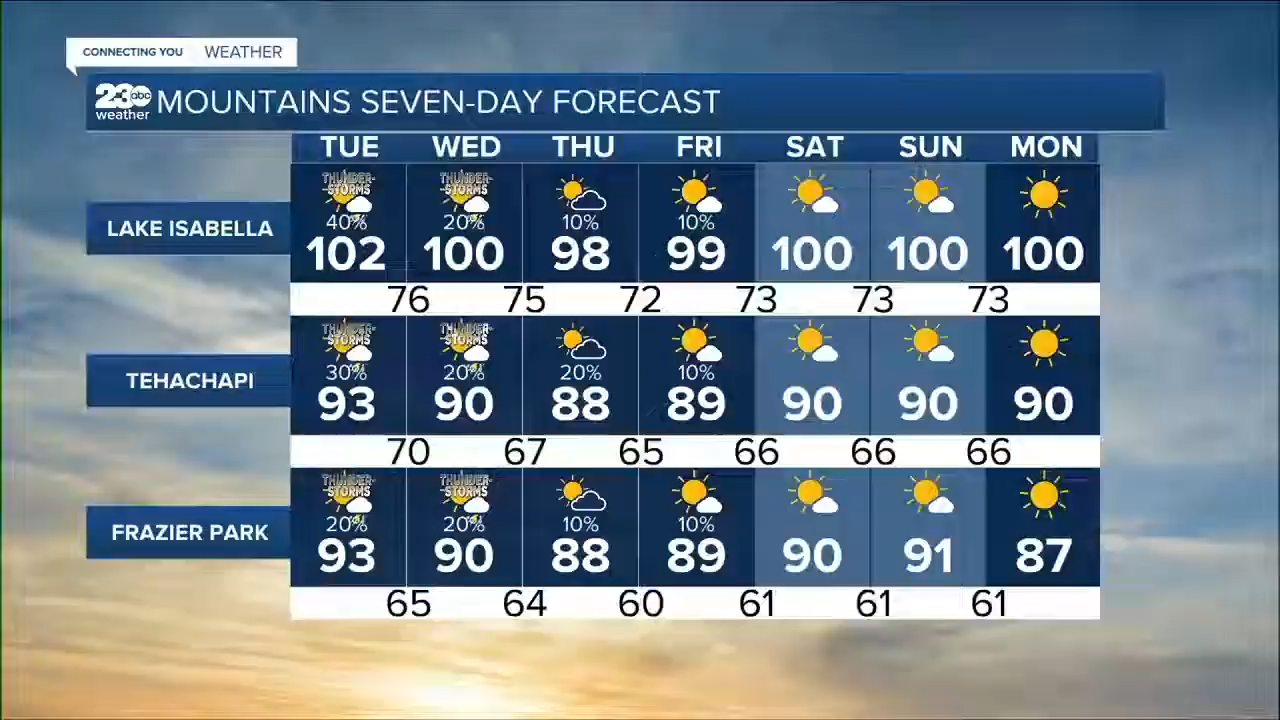 CONNECTING YOU WEATHER
23 abc weather MOUNTAINS SEVEN-DAY FORECAST
TUE WED THU FRI SAT SUN MON
THUNDER- THUNDER-
STORMS STORMS
40% 20% 10% 10%
LAKE ISABELLA 102 100 98 99 100 100 100
76 75 72 73 73 73
THUNDER- THUNDER-
STORMS STORMS
30% 20% 20% 10%
TEHACHAPI 93 90 88 89 90 90 90
70 67 65 66 66 66
THUNDER- THUNDER-
STORMS STORMS
20% 20% 10% 10%
FRAZIER PARK 93 90 88 89 90 91 87
65 64 60 61 61 61